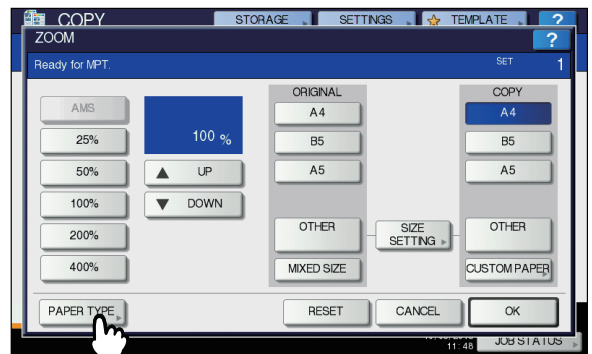 COPY STORAGE SETTINGS TEMPLATE ?
ZOOM ?
Ready for MPT. SET 1
ORIGINAL COPY
AMS A4 A4
25% 100 % B5 B5
50% UP A5 A5
100% DOWN
200% OTHER SIZE SETTING OTHER
400% MIXED SIZE CUSTOM PAPER
PAPER TYPE RESET CANCEL OK
11:48 JOB STATUS